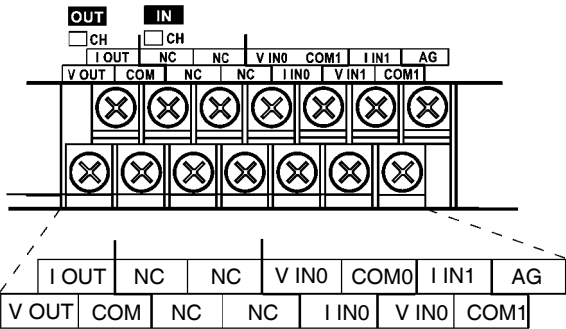 OUT IN
CH CH
I OUT NC NC V IN0 COM1 I IN1 AG
V OUT COM NC NC I IN0 V IN1 COM1
I OUT NC NC V IN0 COM0 I IN1 AG
V OUT COM NC NC I IN0 V IN0 COM1